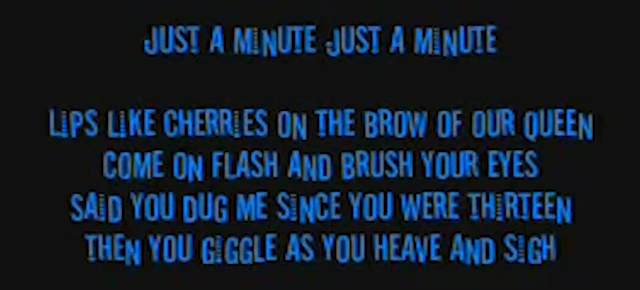 JUST A MINUTE JUST A MINUTE
LIPS LIKE CHERRIES ON THE BROW OF OUR QUEEN
COME ON FLASH AND BRUSH YOUR EYES
SAID YOU DUG ME SINCE YOU WERE THIRTEEN
THEN YOU GIGGLE AS YOU HEAVE AND SIGH